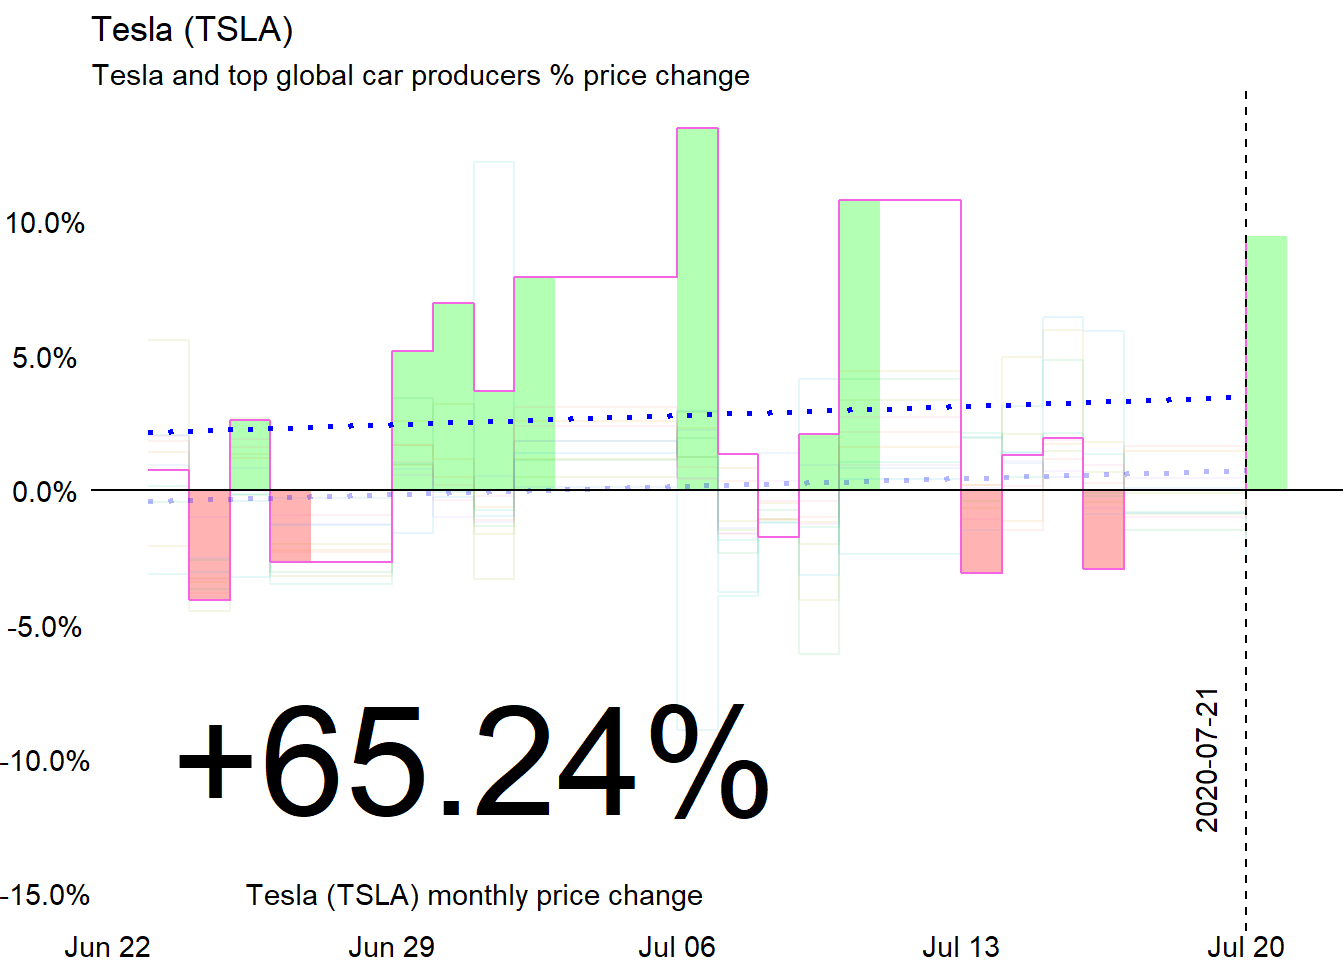 Tesla (TSLA)
Tesla and top global car producers % price change
10.0%
5.0%
0.0%
-5.0%
-10.0%
-15.0%
+65.24%
Tesla (TSLA) monthly price change
2020-07-21
Jun 22 Jun 29 Jul 06 Jul 13 Jul 20